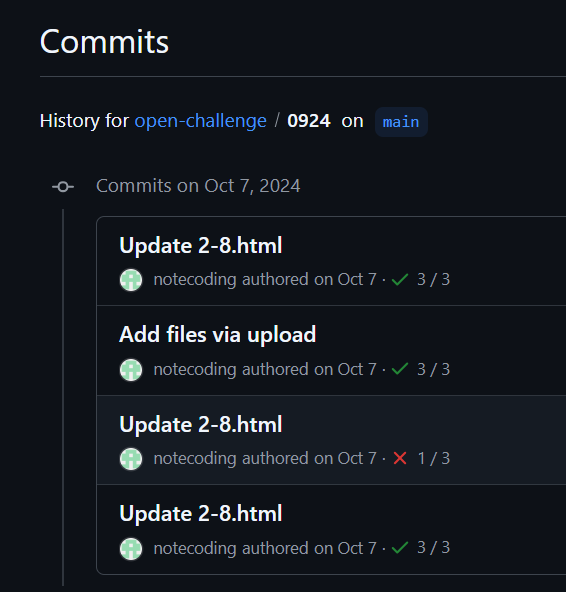 Commits
History for open-challenge / 0924 on main
Commits on Oct 7, 2024
Update 2-8.html
notecoding authored on Oct 7 · 3 / 3
Add files via upload
notecoding authored on Oct 7 · 3 / 3
Update 2-8.html
notecoding authored on Oct 7 · 1 / 3
Update 2-8.html
notecoding authored on Oct 7 · 3 / 3